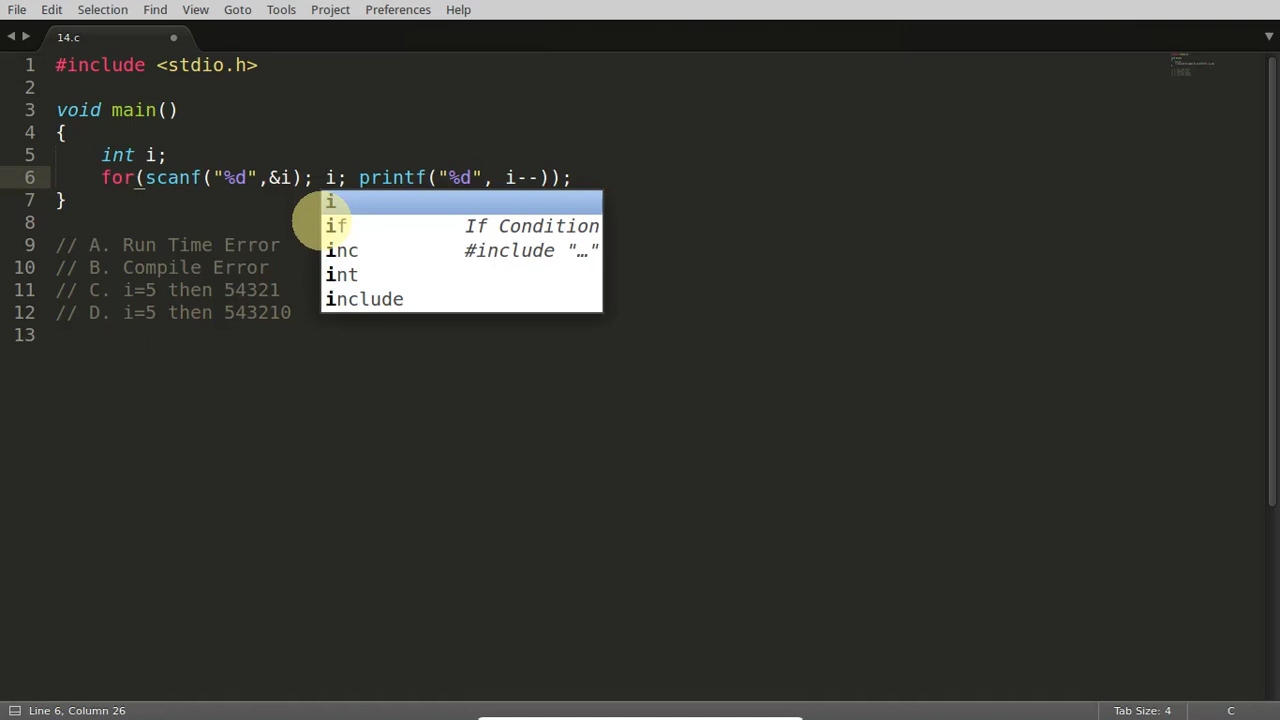 File Edit Selection Find View Goto Tools Project Preferences Help
14.c
1 #include <stdio.h>
2
3 void main()
4 {
5 int i;
6 for(scanf("%d",&i); i; printf("%d", i--));
7 }
i
8
if If Condition
9 // A. Run Time Error
inc #include "…"
10 // B. Compile Error
int
11 // C. i=5 then 54321
include
12 // D. i=5 then 543210
13
Line 6, Column 26 Tab Size: 4 C